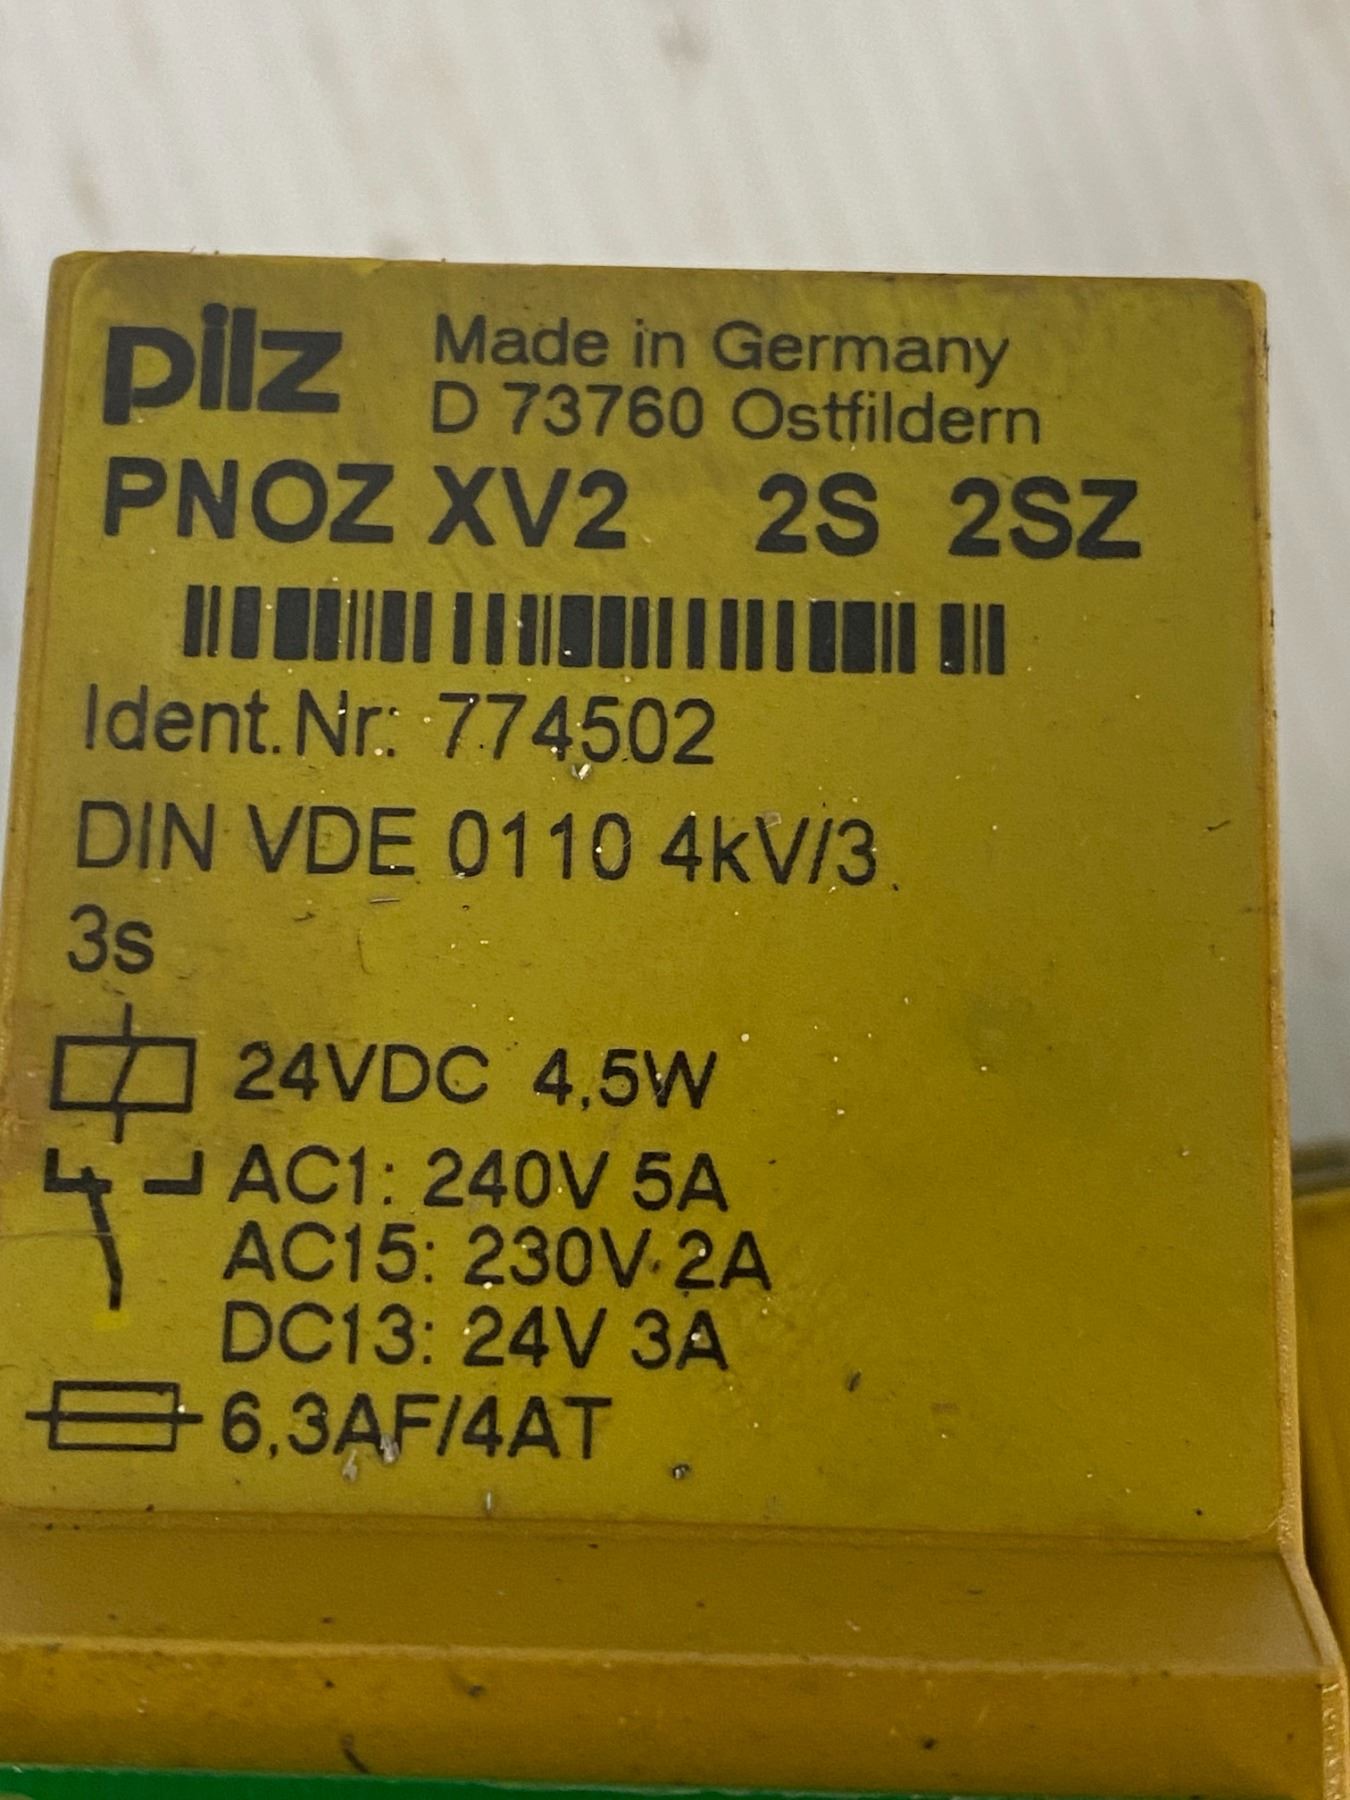 pilz
Made in Germany
D 73760 Ostfildern
PNOZ XV2 2S 2SZ
Ident.Nr: 774502
DIN VDE 0110 4kV/3
3s
24VDC 4,5W
AC1: 240V 5A
AC15: 230V 2A
DC13: 24V 3A
6,3AF/4AT